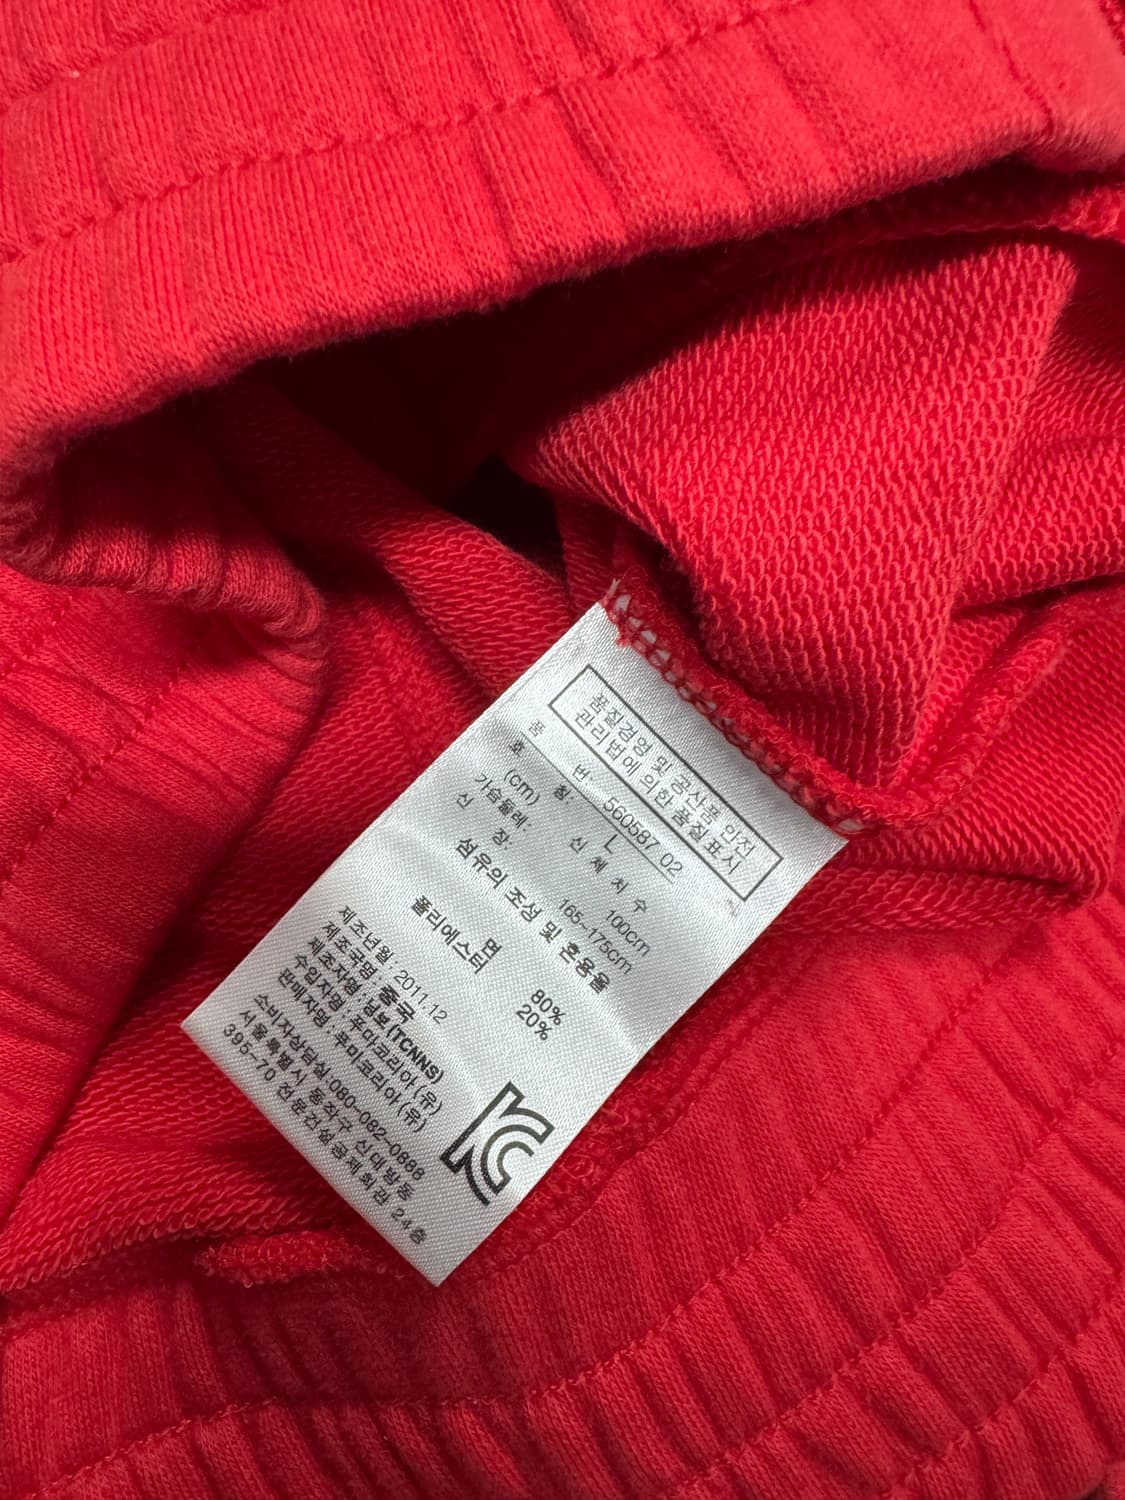 품질경영 및 공산품 안전
관리법에 의한 품질표시
품 번: 560587 02
호 칭: L
(cm) 신 체 치 수
가슴둘레: 100cm
신 장: 165~175cm
섬유의 조성 및 혼용율
면 80%
폴리에스터 20%
제조년월 : 2011.12
제조국명 : 중국
제조자명 : 남보(TCNNS)
수입자명 : 푸마코리아(유)
판매자명 : 푸마코리아(유)
소비자상담실:080-082-0888
서울특별시 동작구 신대방동
395-70 전문건설공제회관 24층
KC